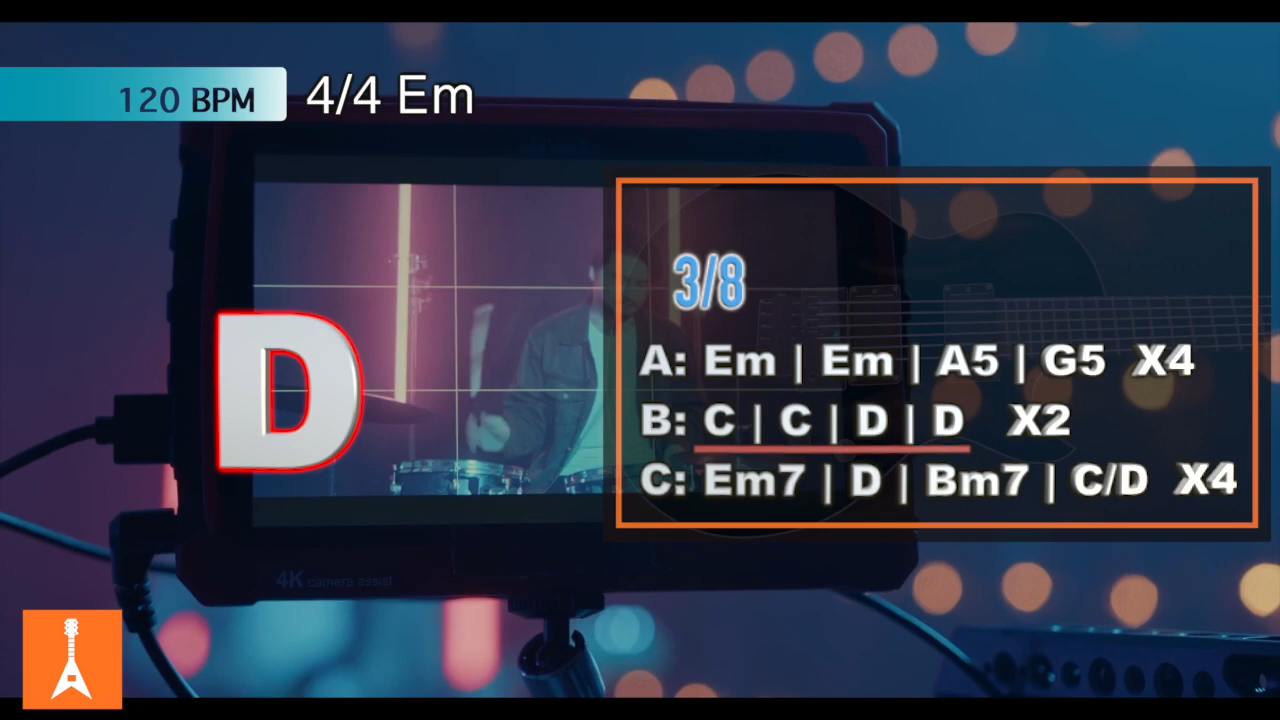 120 BPM 4/4 Em
3/8
D
A: Em | Em | A5 | G5 X4
B: C | C | D | D X2
C: Em7 | D | Bm7 | C/D X4
4K camera assist